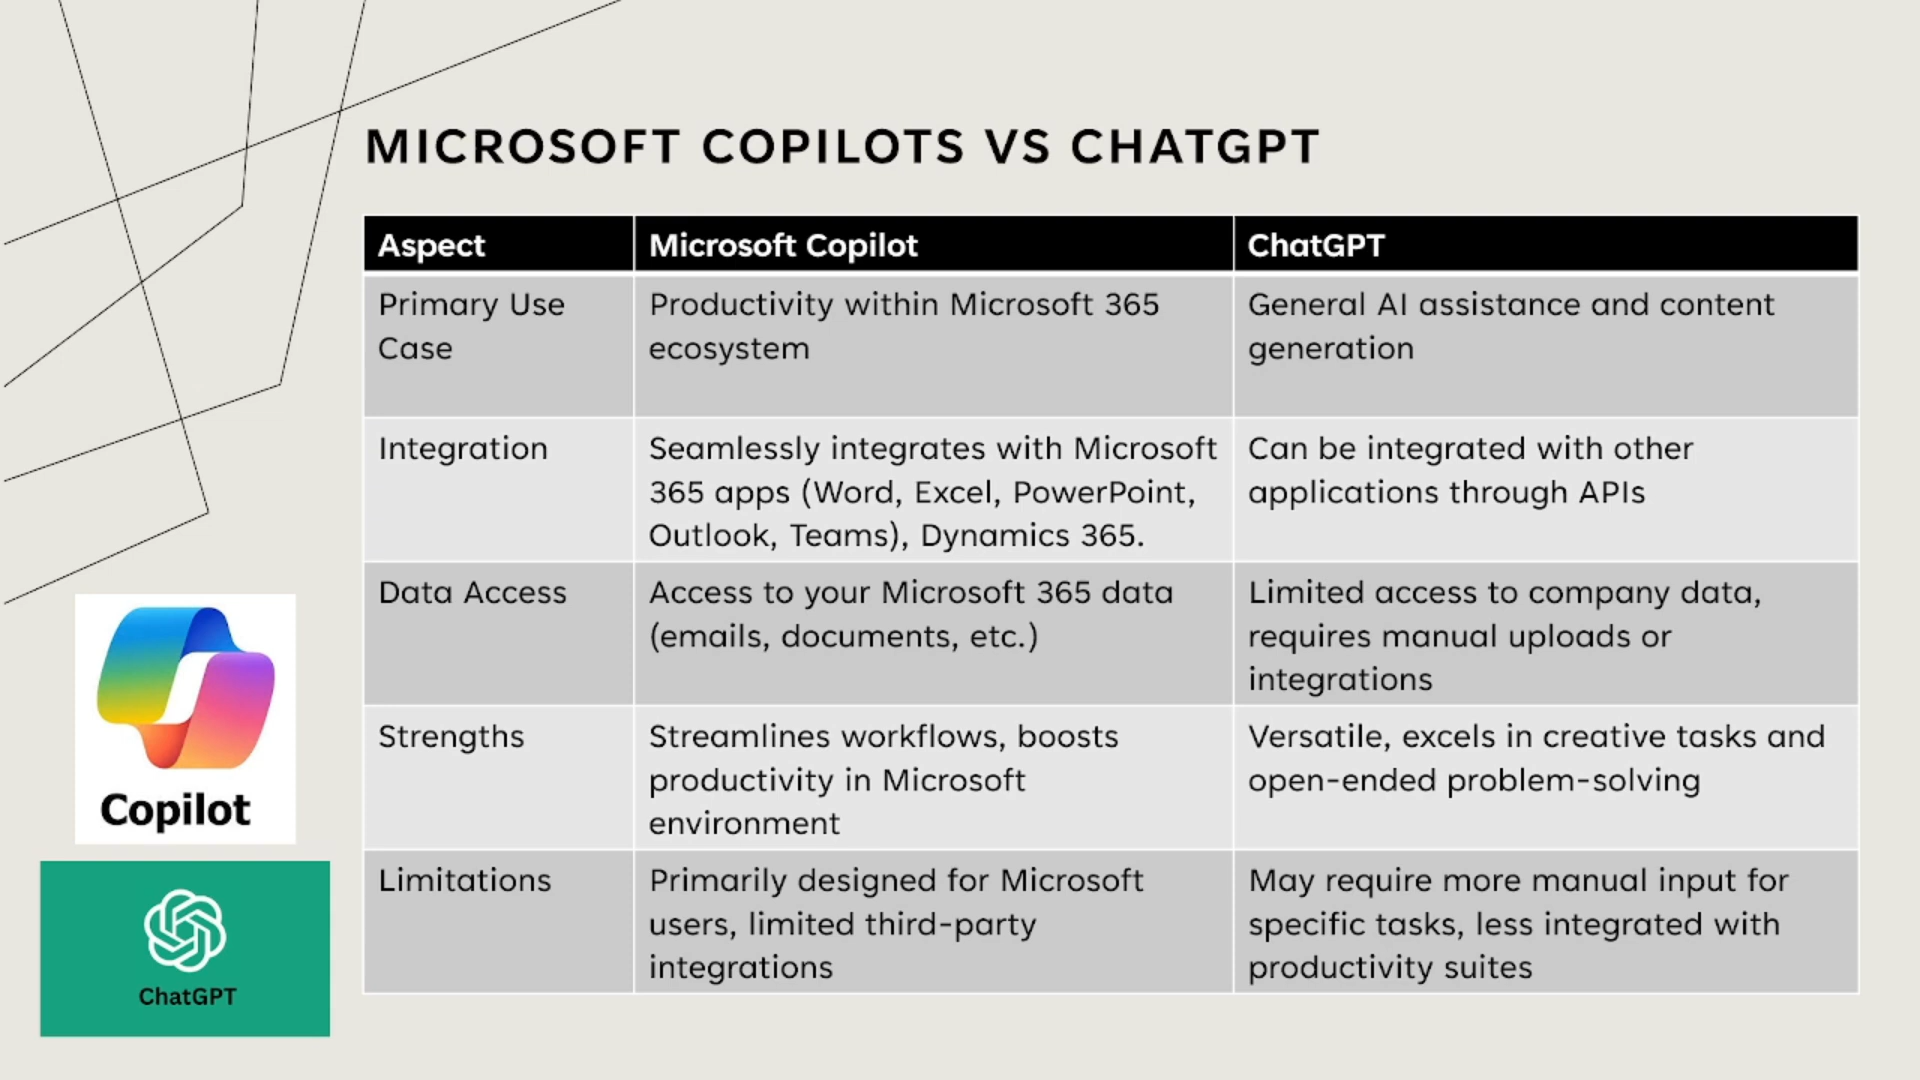 MICROSOFT COPILOTS VS CHATGPT
Aspect
Microsoft Copilot
ChatGPT
Primary Use
Case
Productivity within Microsoft 365
ecosystem
General AI assistance and content
generation
Integration
Seamlessly integrates with Microsoft
365 apps (Word, Excel, PowerPoint,
Outlook, Teams), Dynamics 365.
Can be integrated with other
applications through APIs
Data Access
Access to your Microsoft 365 data
(emails, documents, etc.)
Limited access to company data,
requires manual uploads or
integrations
Strengths
Streamlines workflows, boosts
productivity in Microsoft
environment
Versatile, excels in creative tasks and
open-ended problem-solving
Limitations
Primarily designed for Microsoft
users, limited third-party
integrations
May require more manual input for
specific tasks, less integrated with
productivity suites
Copilot
ChatGPT